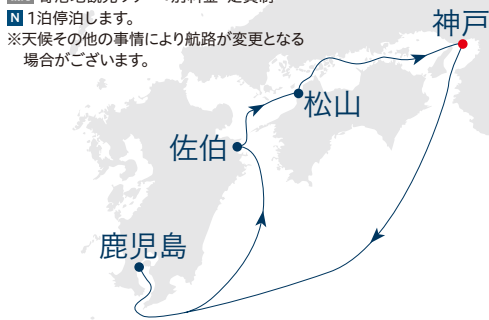 N 1泊停泊します。
※天候その他の事情により航路が変更となる
場合がございます。
神戸
松山
佐伯
鹿児島